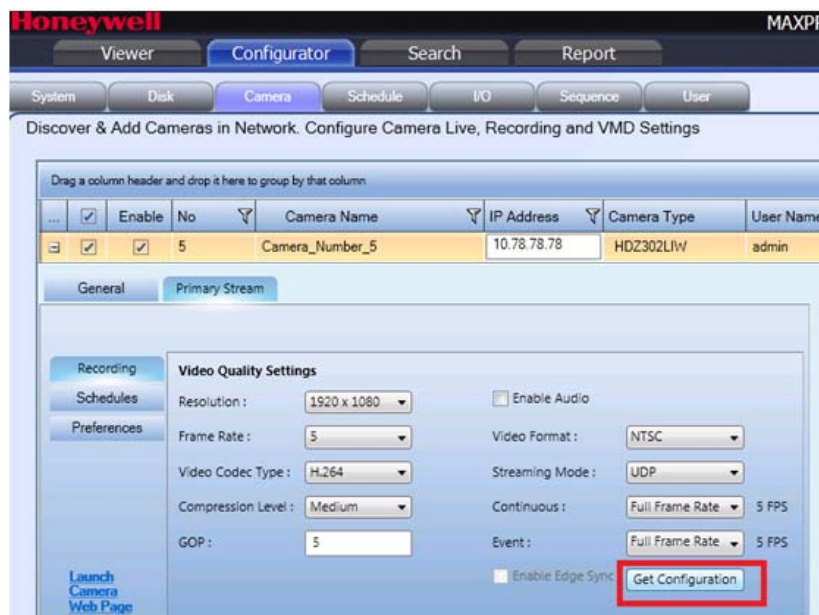 Honeywell MAXPR
Viewer Configurator Search Report
System Disk Camera Schedule I/O Sequence User
Discover & Add Cameras in Network. Configure Camera Live, Recording and VMD Settings
Drag a column header and drop it here to group by that column
... Enable No Camera Name IP Address Camera Type User Name
5 Camera_Number_5 10.78.78.78 HDZ302LIW admin
General Primary Stream
Recording
Schedules
Preferences
Launch
Camera
Web Page
Video Quality Settings
Resolution : 1920 x 1080 Enable Audio
Frame Rate : 5 Video Format : NTSC
Video Codec Type : H.264 Streaming Mode : UDP
Compression Level : Medium Continuous : Full Frame Rate 5 FPS
GOP : 5 Event : Full Frame Rate 5 FPS
Enable Edge Sync Get Configuration